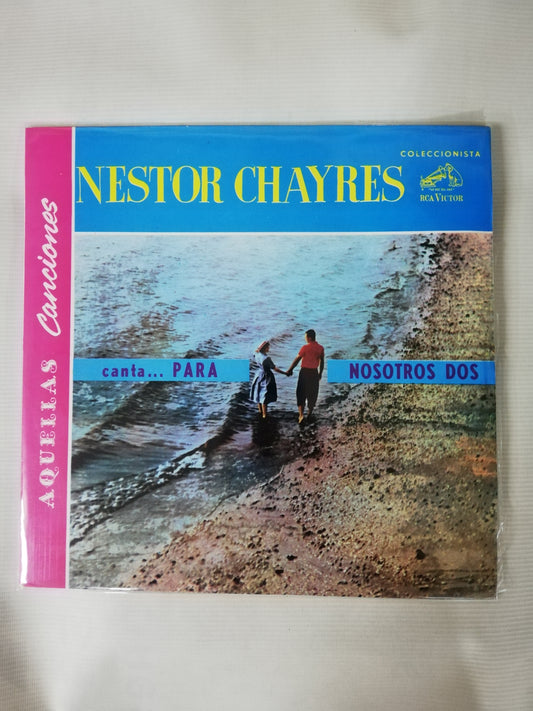 AQUELLAS Canciones
COLECCIONISTA
NESTOR CHAYRES
RCA VICTOR
canta... PARA NOSOTROS DOS